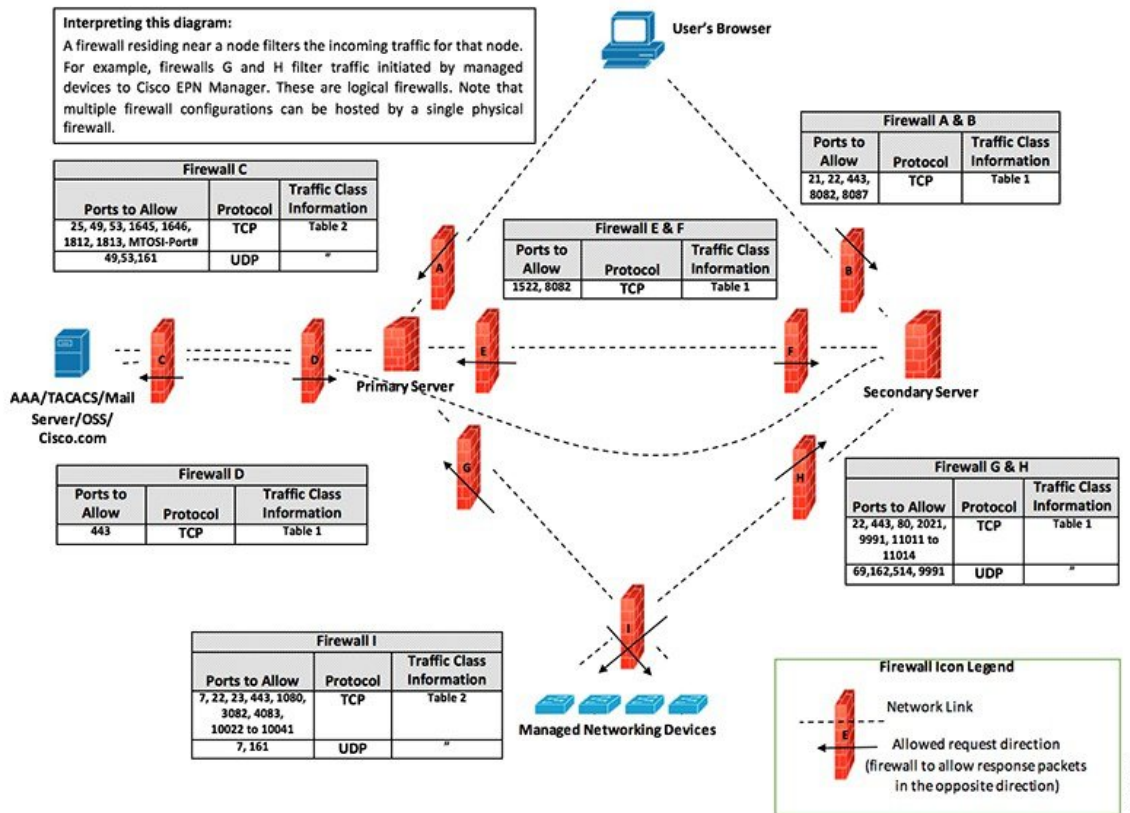 Interpreting this diagram:
A firewall residing near a node filters the incoming traffic for that node.
For example, firewalls G and H filter traffic initiated by managed
devices to Cisco EPN Manager. These are logical firewalls. Note that
multiple firewall configurations can be hosted by a single physical
firewall.
User's Browser
Firewall A & B
Ports to Allow Protocol Traffic Class Information
21, 22, 443, 8082, 8087 TCP Table 1
Firewall C
Ports to Allow Protocol Traffic Class Information
25, 49, 53, 1645, 1646, 1812, 1813, MTOSI-Port# TCP Table 2
49,53,161 UDP "
Firewall E & F
Ports to Allow Protocol Traffic Class Information
1522, 8082 TCP Table 1
A
B
C
D
Primary Server
E
F
Secondary Server
AAA/TACACS/Mail
Server/OSS/
Cisco.com
G
H
Firewall D
Ports to Allow Protocol Traffic Class Information
443 TCP Table 1
Firewall G & H
Ports to Allow Protocol Traffic Class Information
22, 443, 80, 2021, 9991, 11011 to 11014 TCP Table 1
69,162,514, 9991 UDP "
I
Firewall I
Ports to Allow Protocol Traffic Class Information
7, 22, 23, 443, 1080, 3082, 4083, 10022 to 10041 TCP Table 2
7, 161 UDP "
Managed Networking Devices
Firewall Icon Legend
Network Link
E
Allowed request direction
(firewall to allow response packets
in the opposite direction)